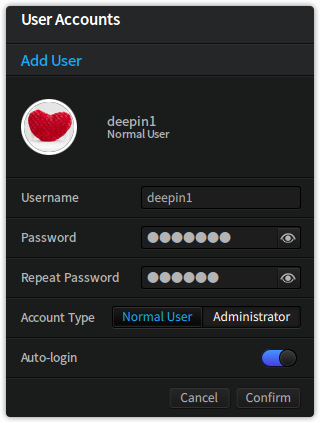 User Accounts
Add User
deepin1
Normal User
Username deepin1
Password ●●●●●●●
Repeat Password ●●●●●●
Account Type Normal User Administrator
Auto-login
Cancel Confirm